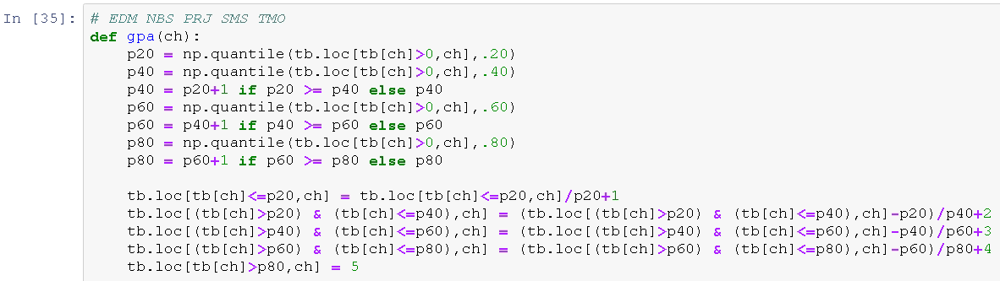 In [35]: # EDM NBS PRJ SMS TMO
def gpa(ch):
    p20 = np.quantile(tb.loc[tb[ch]>0,ch],.20)
    p40 = np.quantile(tb.loc[tb[ch]>0,ch],.40)
    p40 = p20+1 if p20 >= p40 else p40
    p60 = np.quantile(tb.loc[tb[ch]>0,ch],.60)
    p60 = p40+1 if p40 >= p60 else p60
    p80 = np.quantile(tb.loc[tb[ch]>0,ch],.80)
    p80 = p60+1 if p60 >= p80 else p80

    tb.loc[tb[ch]<=p20,ch] = tb.loc[tb[ch]<=p20,ch]/p20+1
    tb.loc[(tb[ch]>p20) & (tb[ch]<=p40),ch] = (tb.loc[(tb[ch]>p20) & (tb[ch]<=p40),ch]-p20)/p40+2
    tb.loc[(tb[ch]>p40) & (tb[ch]<=p60),ch] = (tb.loc[(tb[ch]>p40) & (tb[ch]<=p60),ch]-p40)/p60+3
    tb.loc[(tb[ch]>p60) & (tb[ch]<=p80),ch] = (tb.loc[(tb[ch]>p60) & (tb[ch]<=p80),ch]-p60)/p80+4
    tb.loc[tb[ch]>p80,ch] = 5